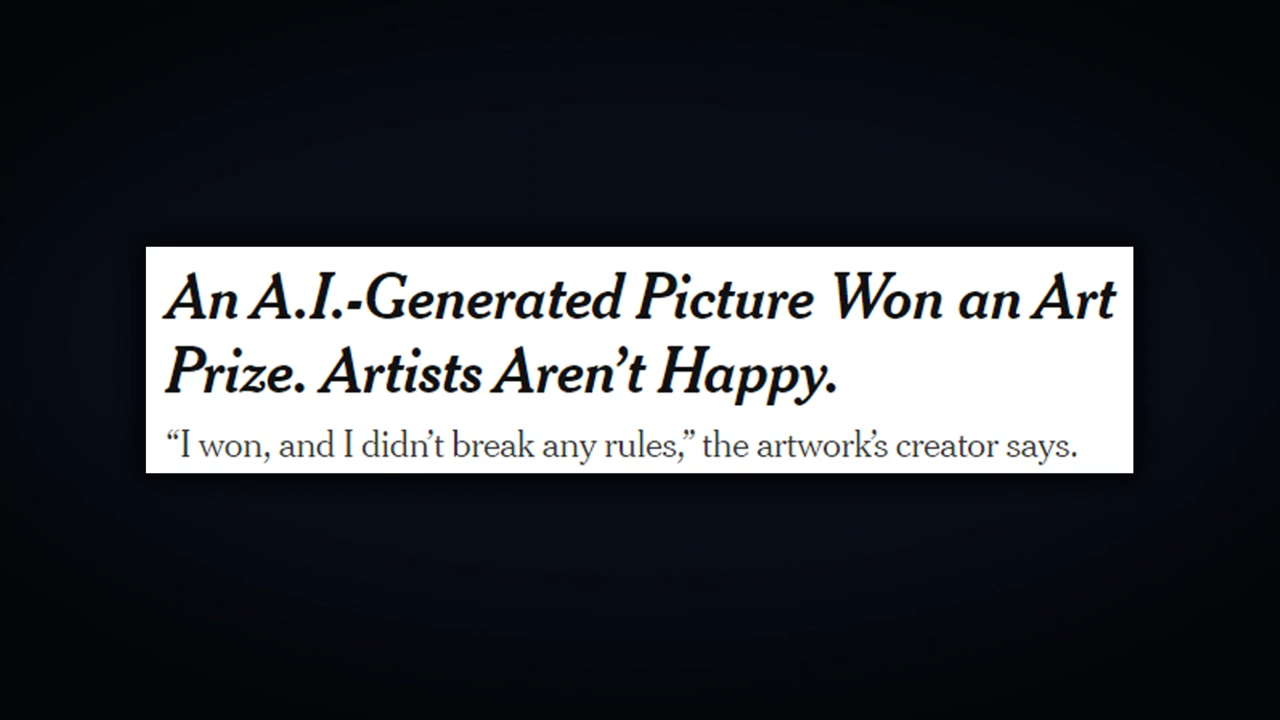 An A.I.-Generated Picture Won an Art
Prize. Artists Aren’t Happy.
“I won, and I didn’t break any rules,” the artwork’s creator says.